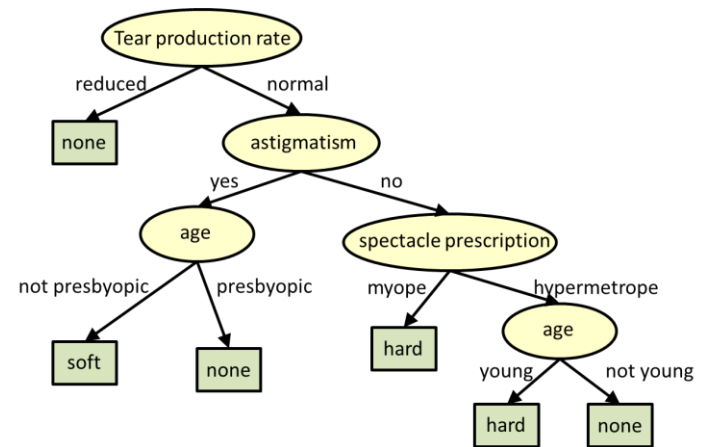 Tear production rate
reduced
normal
none
astigmatism
yes
no
age
spectacle prescription
not presbyopic
presbyopic
myope
hypermetrope
soft
none
hard
age
young
not young
hard
none